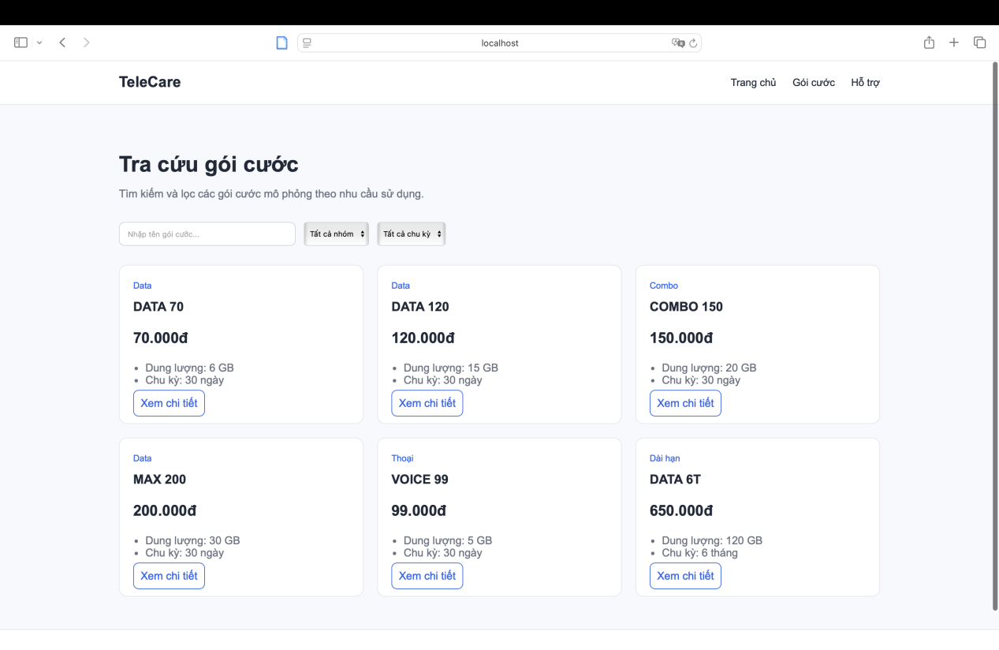 localhost
TeleCare
Trang chủ Gói cước Hỗ trợ
Tra cứu gói cước
Tìm kiếm và lọc các gói cước mô phỏng theo nhu cầu sử dụng.
Nhập tên gói cước... Tất cả nhóm Tất cả chu kỳ
Data
DATA 70
70.000đ
• Dung lượng: 6 GB
• Chu kỳ: 30 ngày
Xem chi tiết
Data
DATA 120
120.000đ
• Dung lượng: 15 GB
• Chu kỳ: 30 ngày
Xem chi tiết
Combo
COMBO 150
150.000đ
• Dung lượng: 20 GB
• Chu kỳ: 30 ngày
Xem chi tiết
Data
MAX 200
200.000đ
• Dung lượng: 30 GB
• Chu kỳ: 30 ngày
Xem chi tiết
Thoại
VOICE 99
99.000đ
• Dung lượng: 5 GB
• Chu kỳ: 30 ngày
Xem chi tiết
Dài hạn
DATA 6T
650.000đ
• Dung lượng: 120 GB
• Chu kỳ: 6 tháng
Xem chi tiết